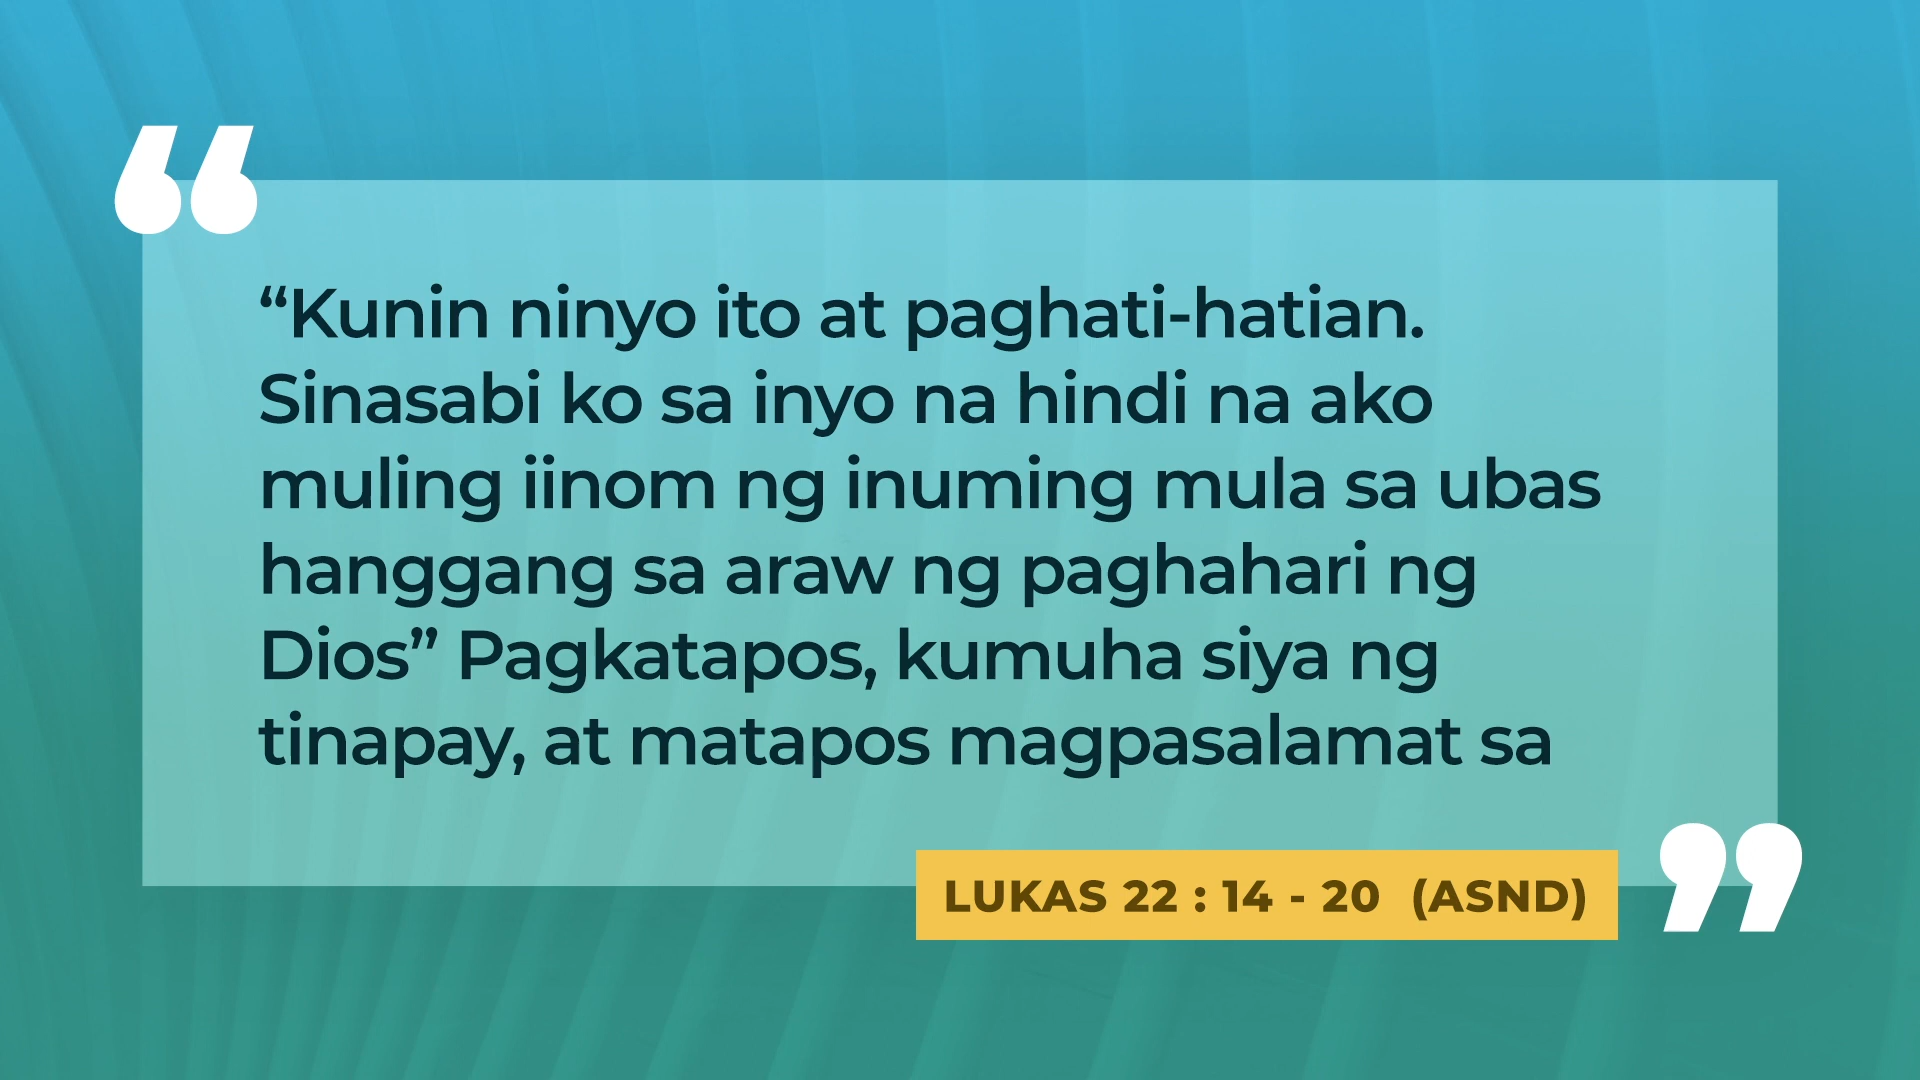 “Kunin ninyo ito at paghati-hatian.
Sinasabi ko sa inyo na hindi na ako
muling iinom ng inuming mula sa ubas
hanggang sa araw ng paghahari ng
Dios” Pagkatapos, kumuha siya ng
tinapay, at matapos magpasalamat sa
LUKAS 22 : 14 - 20 (ASND)